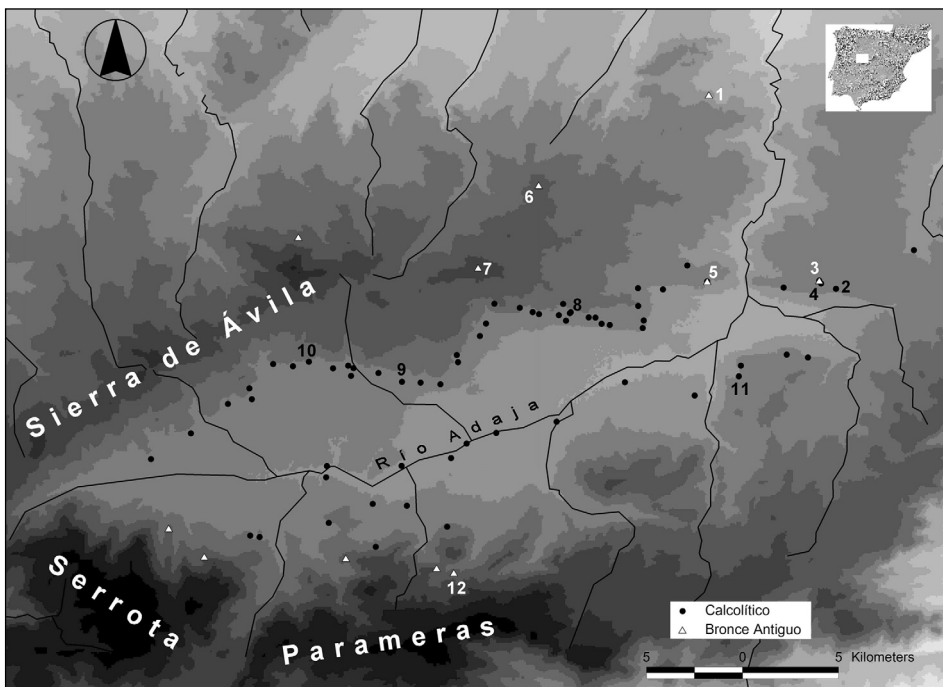 1
6
3
5
7
4
2
8
Sierra de Ávila
10
9
11
Río Adaja
12
Serrota
Parameras
Calcolítico
Bronce Antiguo
5 0 5 Kilometers